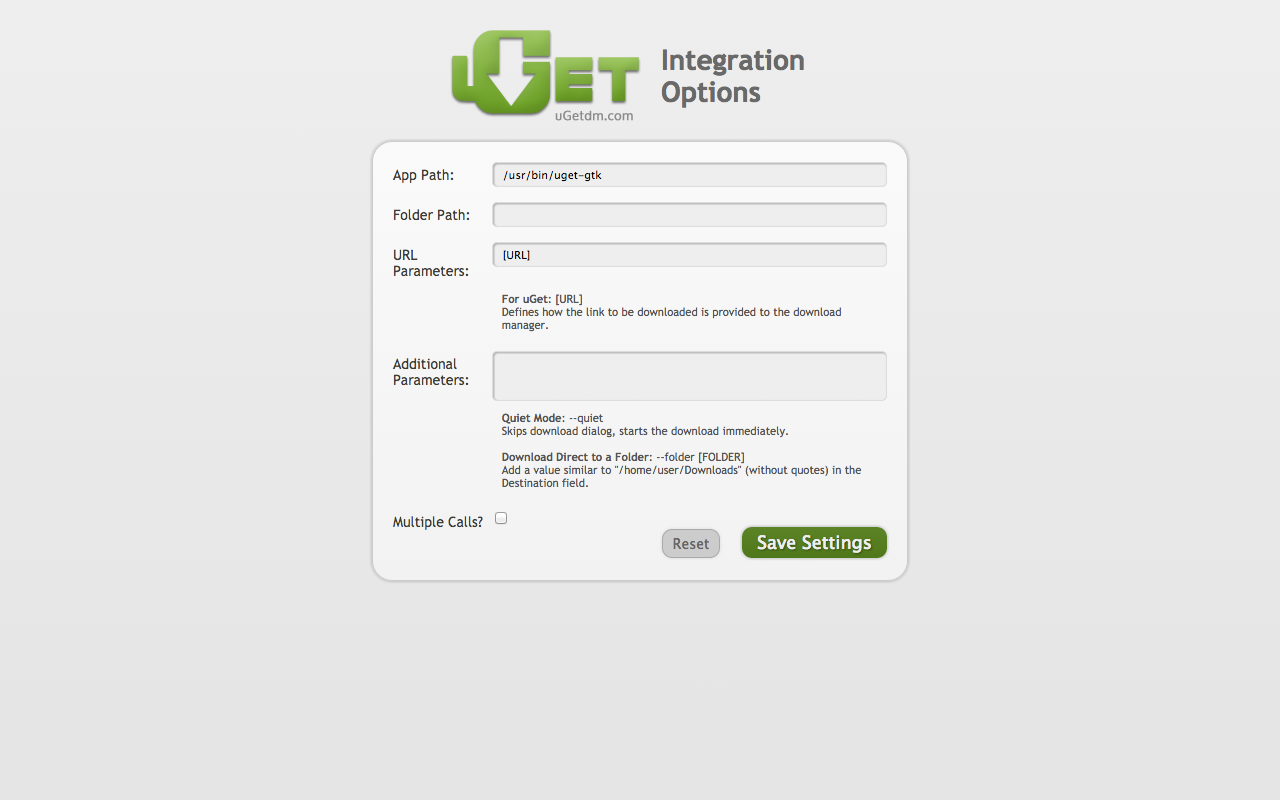 uGET
uGetdm.com
Integration
Options
App Path:
/usr/bin/uget-gtk
Folder Path:
URL
Parameters:
[URL]
For uGet: [URL]
Defines how the link to be downloaded is provided to the download
manager.
Additional
Parameters:
Quiet Mode: --quiet
Skips download dialog, starts the download immediately.
Download Direct to a Folder: --folder [FOLDER]
Add a value similar to "/home/user/Downloads" (without quotes) in the
Destination field.
Multiple Calls?
Reset
Save Settings